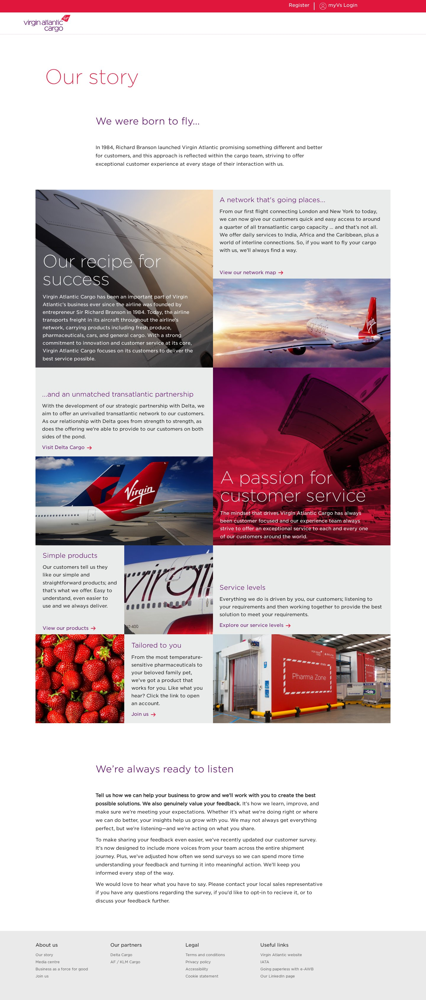 Register
myVs Login
virgin atlantic
cargo
Our story
We were born to fly...
In 1984, Richard Branson launched Virgin Atlantic promising something different and better
for customers, and this approach is reflected within the cargo team, striving to offer
exceptional customer experience at every stage of their interaction with us.
Our recipe for
success
Virgin Atlantic Cargo has been an important part of Virgin
Atlantic's business ever since the airline was founded by
entrepreneur Sir Richard Branson in 1984. Today, the airline
transports freight in its aircraft throughout the airline's
network, carrying products including fresh produce,
pharmaceuticals, cars, and general cargo. With a strong
commitment to innovation and customer service at its core,
Virgin Atlantic Cargo focuses on its customers to deliver the
best service possible.
A network that's going places...
From our first flight connecting London and New York to today,
we can now give our customers quick and easy access to around
a quarter of all transatlantic cargo capacity ... and that's not all.
We offer daily services to India, Africa and the Caribbean, plus a
world of interline connections. So, if you want to fly your cargo
with us, we’ll always find a way.
View our network map
virgin atlantic
Virgin
...and an unmatched transatlantic partnership
With the development of our strategic partnership with Delta, we
aim to offer an unrivalled transatlantic network to our customers.
As our relationship with Delta goes from strength to strength, as
does the offering we're able to provide to our customers on both
sides of the pond.
Visit Delta Cargo
Virgin
G-VEIL
A passion for
customer service
The mindset that drives Virgin Atlantic Cargo has always
been customer focused and our experience team always
strive to offer an exceptional service to each and every one
of our customers around the world.
Simple products
Our customers tell us they
like our simple and
straightforward products; and
that's what we offer. Easy to
understand, even easier to
use and we always deliver.
View our products
virgi
747-400
Service levels
Everything we do is driven by you, our customers; listening to
your requirements and then working together to provide the best
solution to meet your requirements.
Explore our service levels
Tailored to you
From the most temperature-
sensitive pharmaceuticals to
your beloved family pet,
we've got a product that
works for you. Like what you
hear? Click the link to open
an account.
Join us
DELTA
dnata
Pharma Zone
Envirotainer
+Safe
We’re always ready to listen
Tell us how we can help your business to grow and we’ll work with you to create the best
possible solutions. We also genuinely value your feedback. It’s how we learn, improve, and
make sure we’re meeting your expectations. Whether it’s what we’re doing right or where
we can do better, your insights help us grow with you. We may not always get everything
perfect, but we’re listening—and we’re acting on what you share.
To make sharing your feedback even easier, we’ve recently updated our customer survey.
It’s now designed to include more voices from your team across the entire shipment
journey. Plus, we’ve adjusted how often we send surveys so we can spend more time
understanding your feedback and turning it into meaningful action. We’ll keep you
informed every step of the way.
We would love to hear what you have to say. Please contact your local sales representative
if you have any questions regarding the survey, if you'd like to opt-in to recieve it, or to
discuss your feedback further.
About us
Our story
Media centre
Business as a force for good
Join us
Our partners
Delta Cargo
AF / KLM Cargo
Legal
Terms and conditions
Privacy policy
Accessibility
Cookie statement
Useful links
Virgin Atlantic website
IATA
Going paperless with e-AWB
Our LinkedIn page